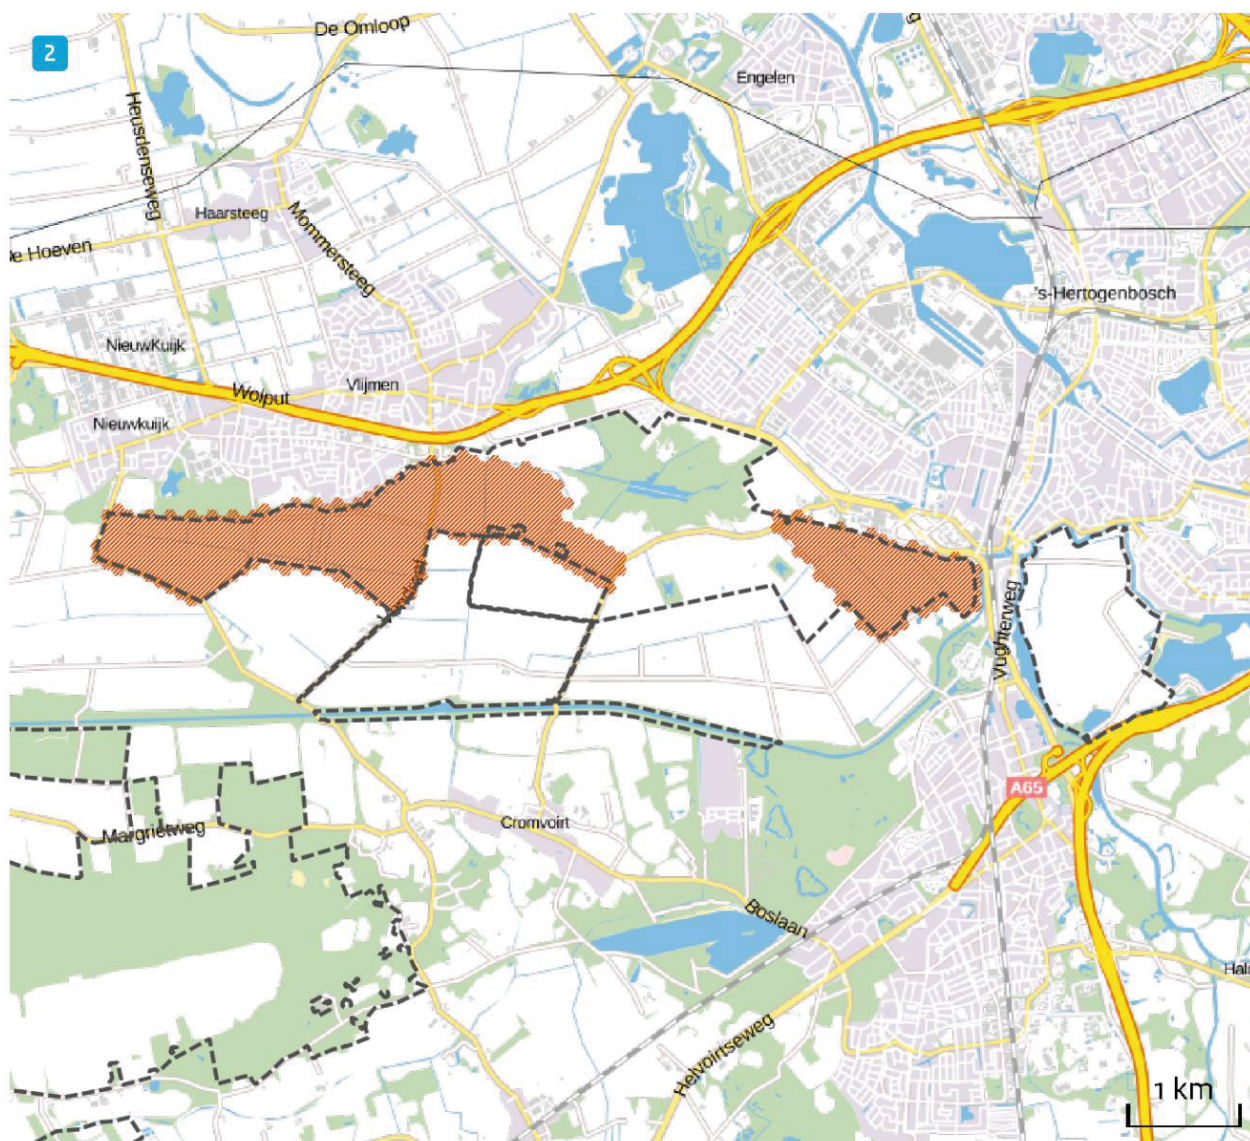 2
De Omloop
Engelen
Heusdenseweg
Haarsteeg
Mommersteeg
De Hoeven
's-Hertogenbosch
Nieuwkuijk
Wolput
Vlijmen
Nieuwkuijk
Vughterweg
A65
Margrietweg
Cromvoirt
Boslaan
Helvoirtseweg
1 km